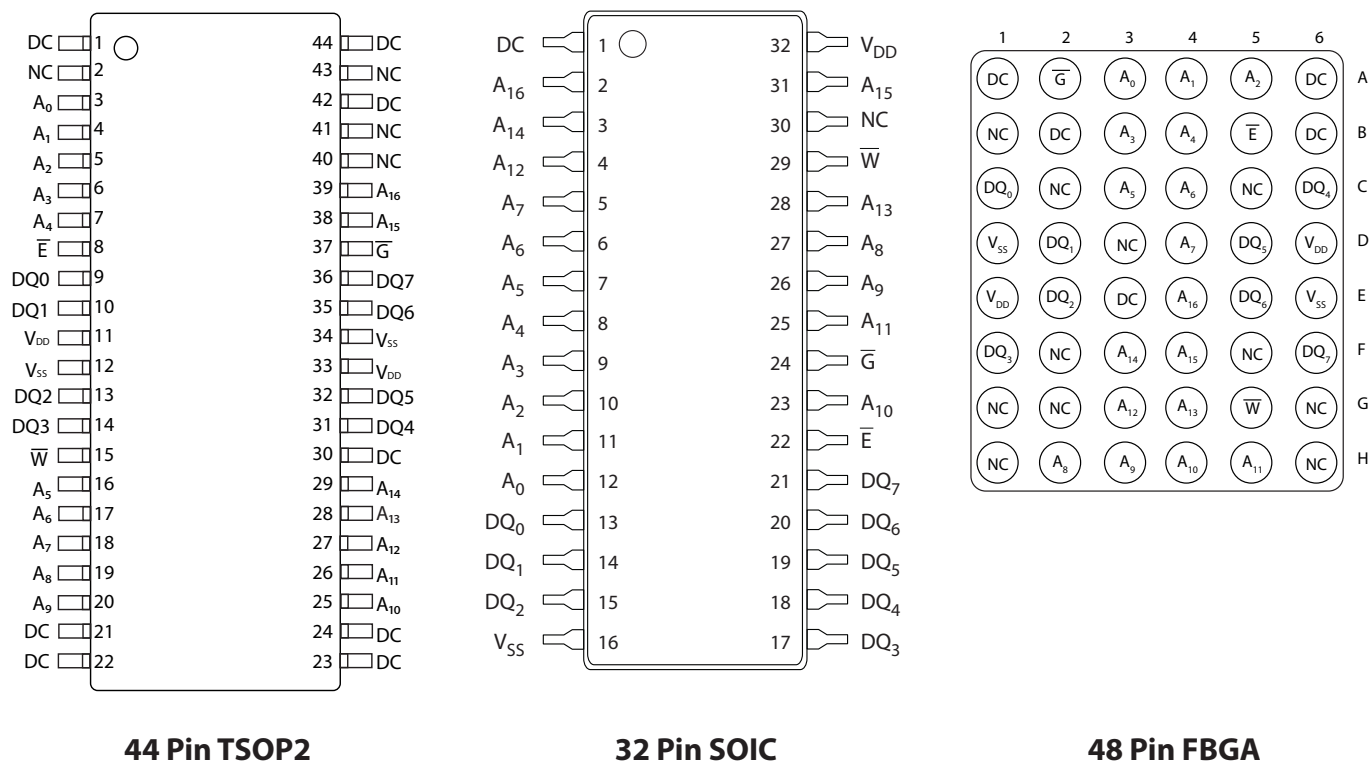 DC 1 44 DC
NC 2 43 NC
A0 3 42 DC
A1 4 41 NC
A2 5 40 NC
A3 6 39 A16
A4 7 38 A15
E̅ 8 37 G̅
DQ0 9 36 DQ7
DQ1 10 35 DQ6
VDD 11 34 VSS
VSS 12 33 VDD
DQ2 13 32 DQ5
DQ3 14 31 DQ4
W̅ 15 30 DC
A5 16 29 A14
A6 17 28 A13
A7 18 27 A12
A8 19 26 A11
A9 20 25 A10
DC 21 24 DC
DC 22 23 DC
44 Pin TSOP2
DC 1 32 VDD
A16 2 31 A15
A14 3 30 NC
A12 4 29 W̅
A7 5 28 A13
A6 6 27 A8
A5 7 26 A9
A4 8 25 A11
A3 9 24 G̅
A2 10 23 A10
A1 11 22 E̅
A0 12 21 DQ7
DQ0 13 20 DQ6
DQ1 14 19 DQ5
DQ2 15 18 DQ4
VSS 16 17 DQ3
32 Pin SOIC
1 2 3 4 5 6
DC G̅ A0 A1 A2 DC A
NC DC A3 A4 E̅ DC B
DQ0 NC A5 A6 NC DQ4 C
VSS DQ1 NC A7 DQ5 VDD D
VDD DQ2 DC A16 DQ6 VSS E
DQ3 NC A14 A15 NC DQ7 F
NC NC A12 A13 W̅ NC G
NC A8 A9 A10 A11 NC H
48 Pin FBGA